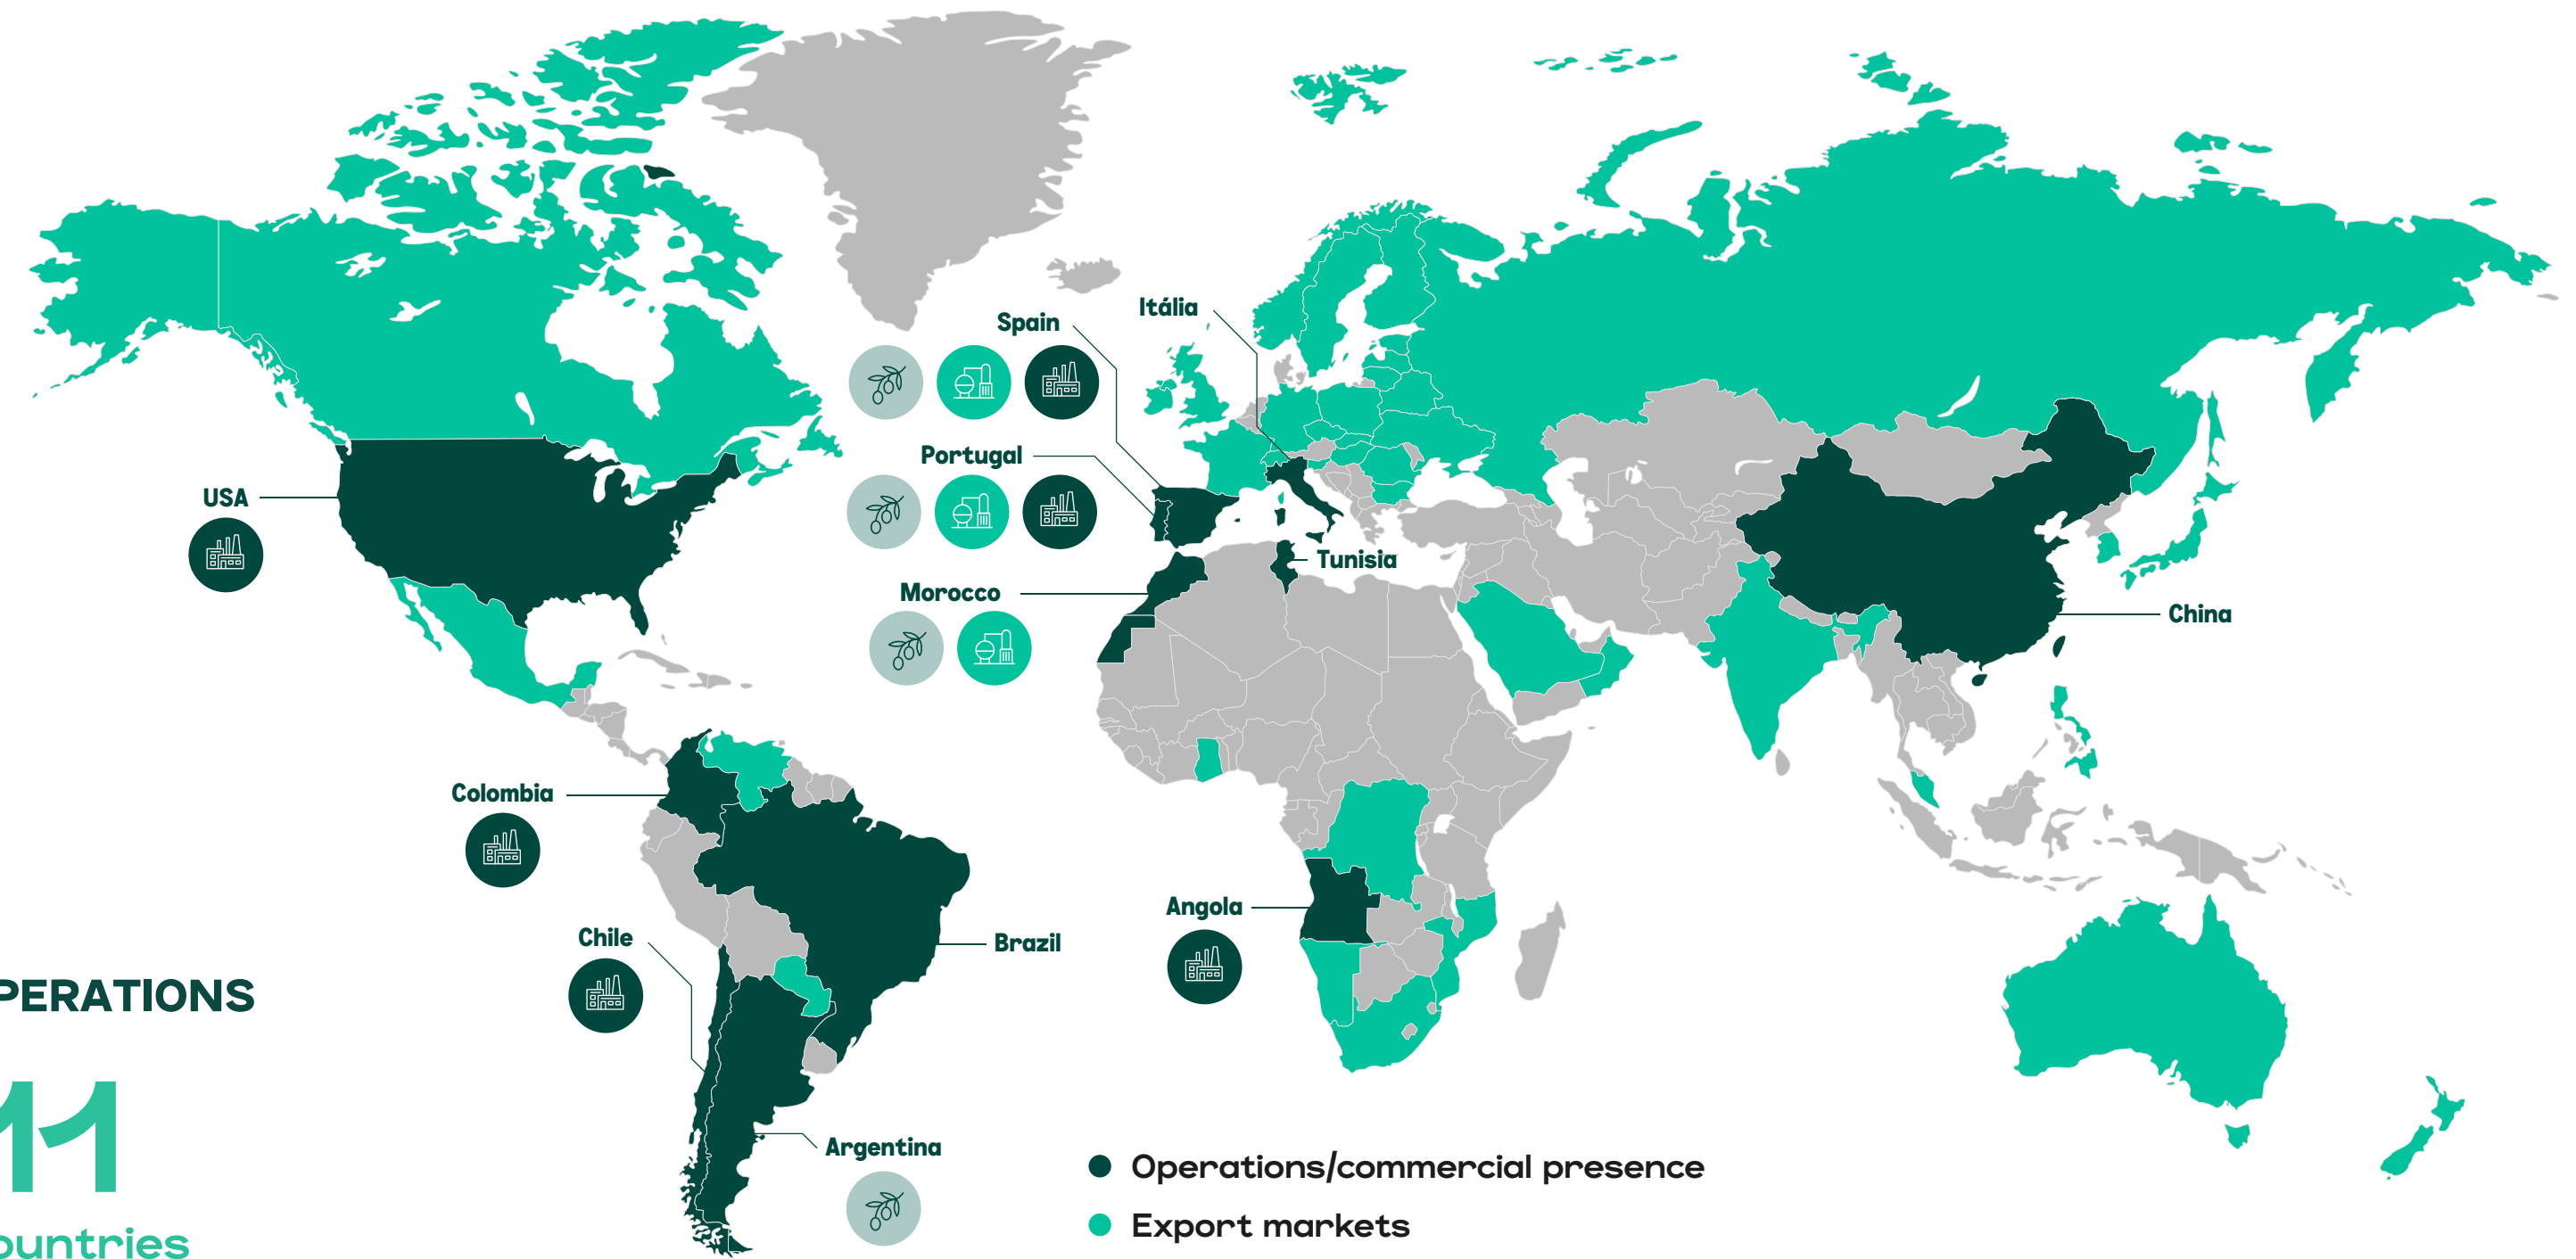 Itália
Spain
Portugal
USA
Tunisia
Morocco
China
Colombia
Angola
Chile
Brazil
PERATIONS
11
ountries
Argentina
Operations/commercial presence
Export markets